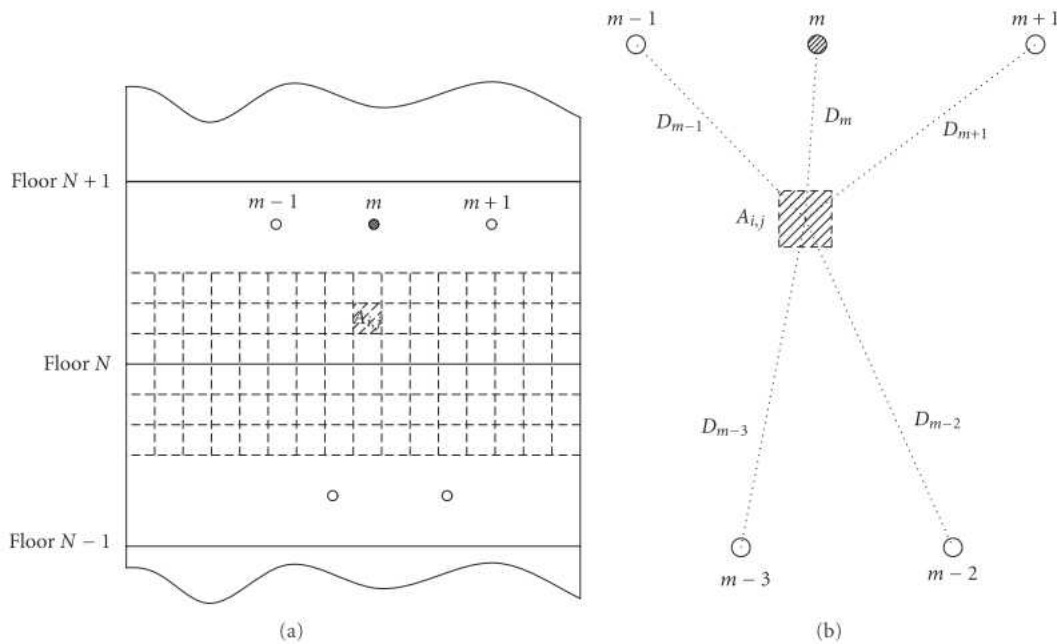 Floor N + 1
m − 1
m
m + 1
Floor N
Floor N − 1
(a)
m − 1
m
m + 1
D_{m−1}
D_m
D_{m+1}
A_{i,j}
D_{m−3}
D_{m−2}
m − 3
m − 2
(b)